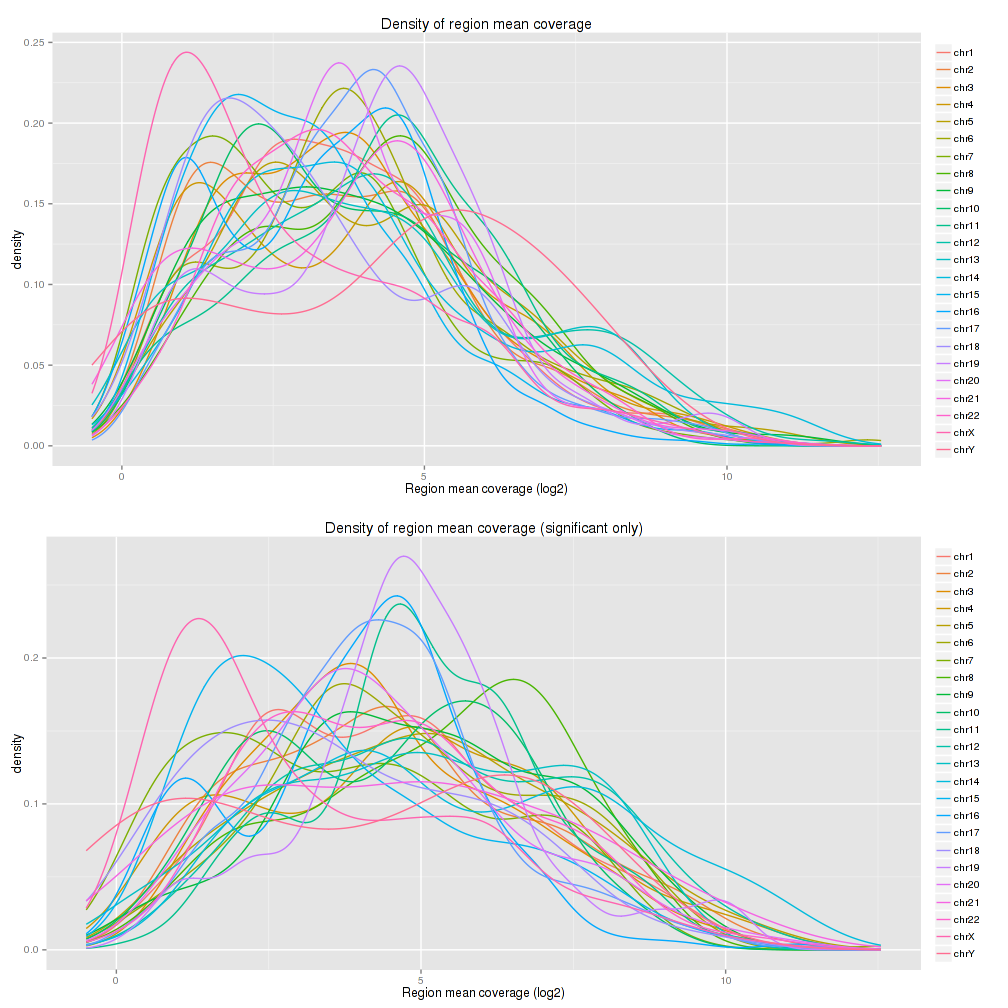 Density of region mean coverage
0.25
0.20
0.15
0.10
0.05
0.00
density
0
5
10
Region mean coverage (log2)
chr1
chr2
chr3
chr4
chr5
chr6
chr7
chr8
chr9
chr10
chr11
chr12
chr13
chr14
chr15
chr16
chr17
chr18
chr19
chr20
chr21
chr22
chrX
chrY
Density of region mean coverage (significant only)
0.2
0.1
0.0
density
0
5
10
Region mean coverage (log2)
chr1
chr2
chr3
chr4
chr5
chr6
chr7
chr8
chr9
chr10
chr11
chr12
chr13
chr14
chr15
chr16
chr17
chr18
chr19
chr20
chr21
chr22
chrX
chrY